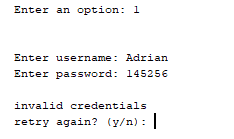 Enter an option: 1
Enter username: Adrian
Enter password: 145256
invalid credentials
retry again? (y/n):